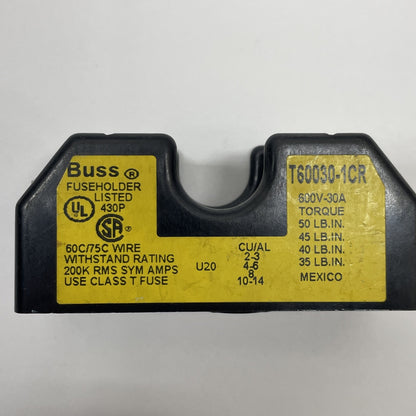 Buss ®
FUSEHOLDER
LISTED
430P
UL
SA
60C/75C WIRE
WITHSTAND RATING
200K RMS SYM AMPS
USE CLASS T FUSE
U20
CU/AL
2-3
4-6
8
10-14
T60030-1CR
600V-30A
TORQUE
50 LB.IN.
45 LB.IN.
40 LB.IN.
35 LB.IN.
MEXICO